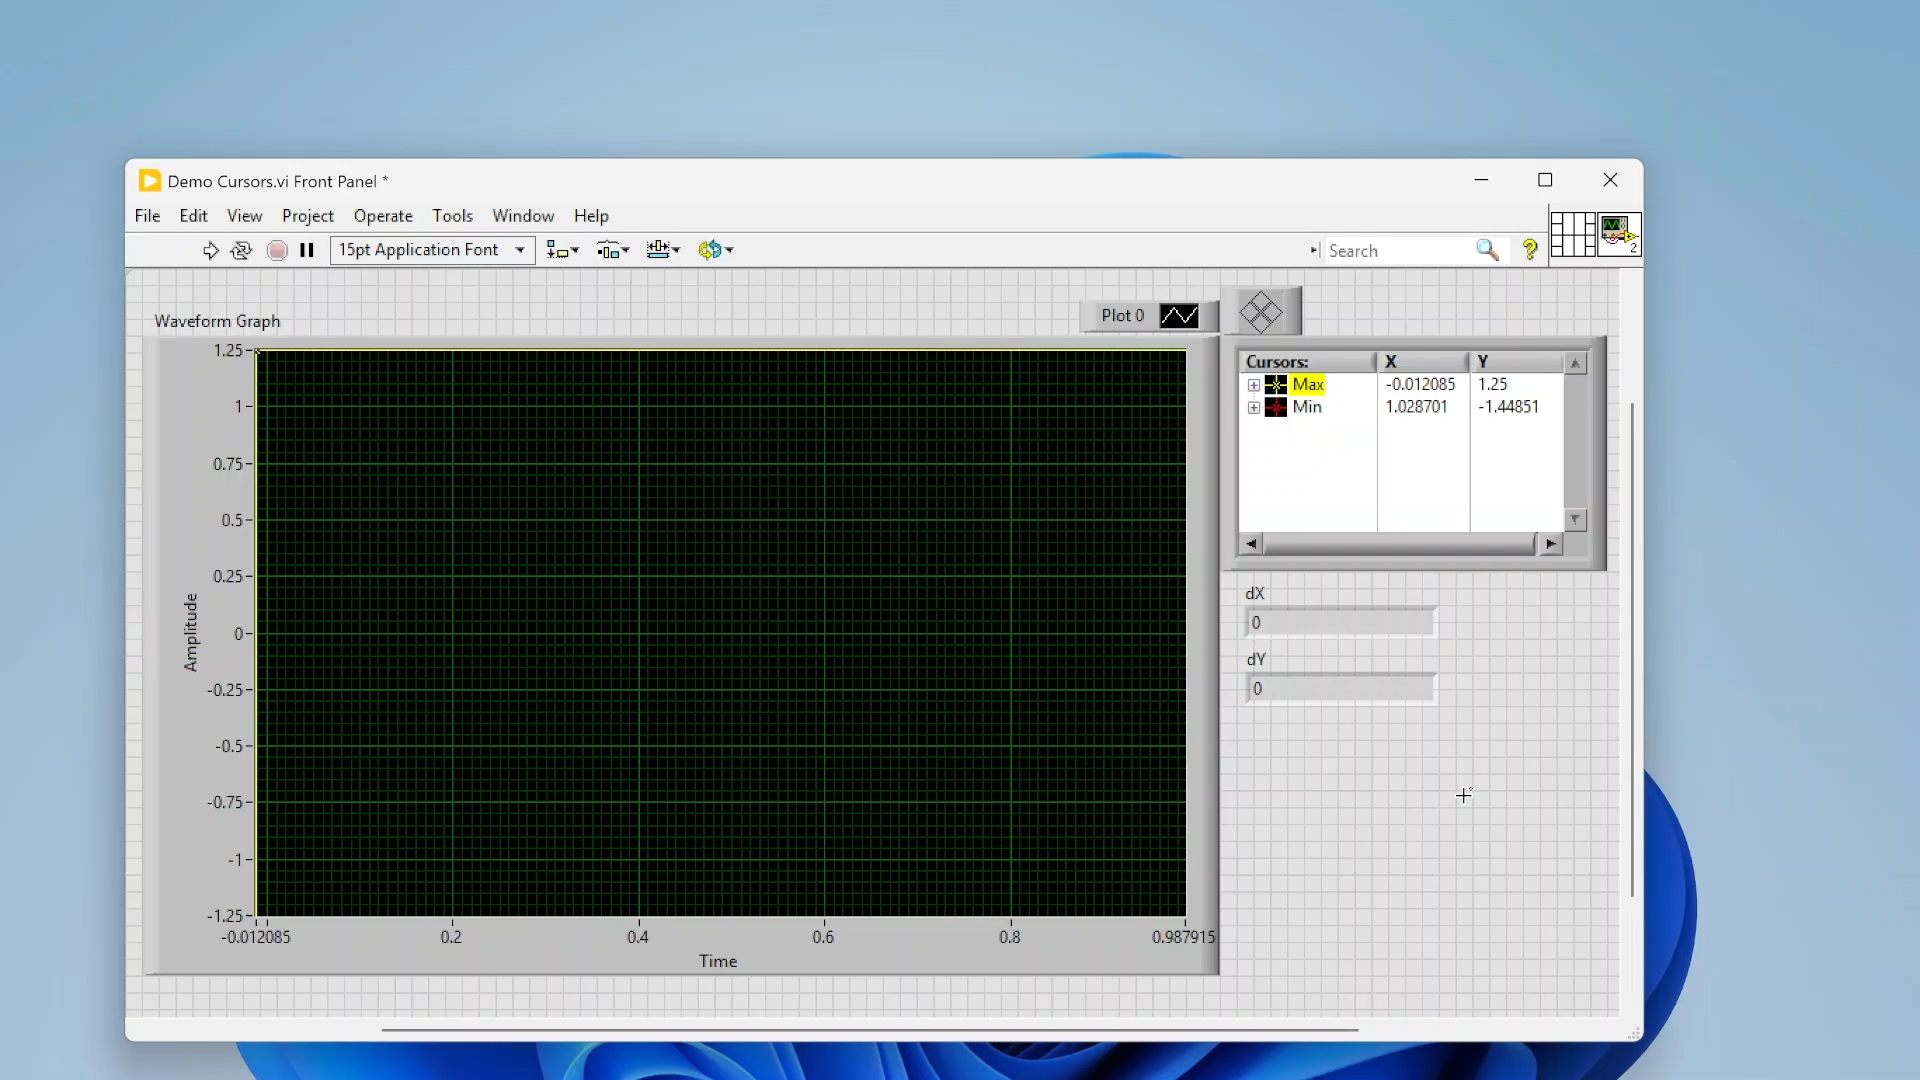 Demo Cursors.vi Front Panel *
File Edit View Project Operate Tools Window Help
15pt Application Font
Search
?
2
Waveform Graph
Plot 0
Cursors: X Y
Max -0.012085 1.25
Min 1.028701 -1.44851
dX
0
dY
0
1.25
1
0.75
0.5
0.25
0
-0.25
-0.5
-0.75
-1
-1.25
Amplitude
-0.012085 0.2 0.4 0.6 0.8 0.987915
Time